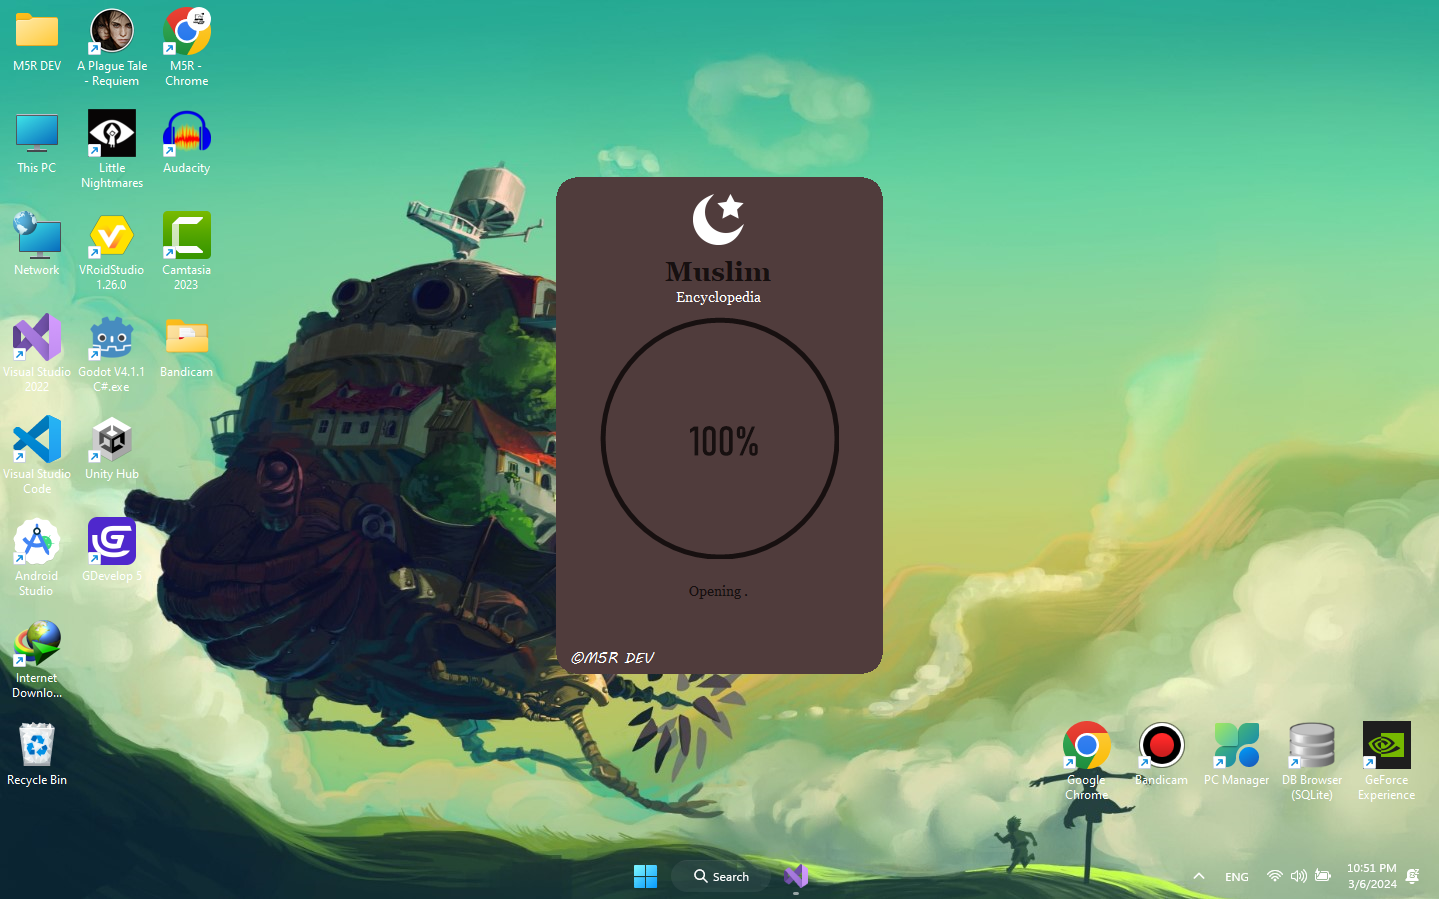 M5R DEV
A Plague Tale
- Requiem
M5R -
Chrome
This PC
Little
Nightmares
Audacity
Network
VRoidStudio
1.26.0
Camtasia
2023
Visual Studio
2022
Godot V4.1.1
C#.exe
Bandicam
Visual Studio
Code
Unity Hub
Android
Studio
GDevelop 5
Internet
Downlo...
Recycle Bin
Muslim
Encyclopedia
100%
Opening .
©M5R DEV
Google
Chrome
Bandicam
PC Manager
DB Browser
(SQLite)
GeForce
Experience
Search
ENG
10:51 PM
3/6/2024